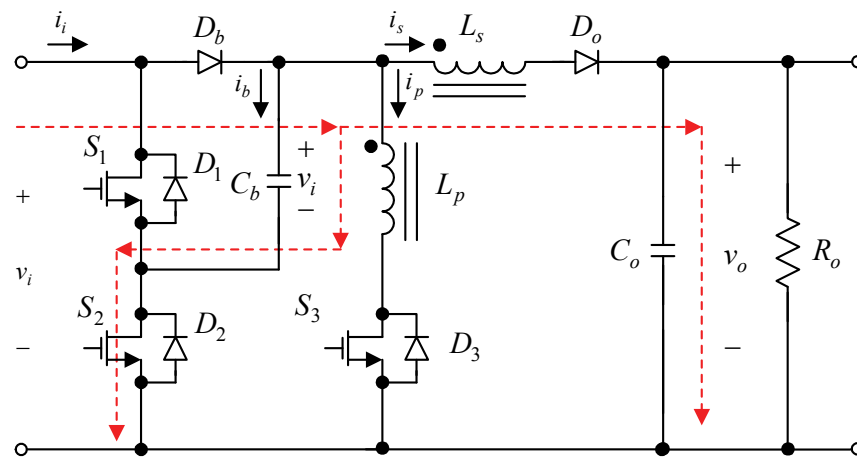 i_i
D_b
i_s
L_s
D_o
i_b
i_p
S_1
D_1
C_b
+
v_i
−
L_p
+
v_i
−
S_2
D_2
S_3
D_3
C_o
+
v_o
−
R_o